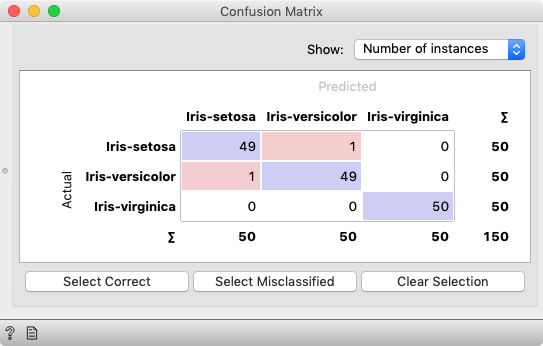 Confusion Matrix
Show: Number of instances
Predicted
Iris-setosa Iris-versicolor Iris-virginica Σ
Iris-setosa 49 1 0 50
Actual
Iris-versicolor 1 49 0 50
Iris-virginica 0 0 50 50
Σ 50 50 50 150
Select Correct Select Misclassified Clear Selection
?